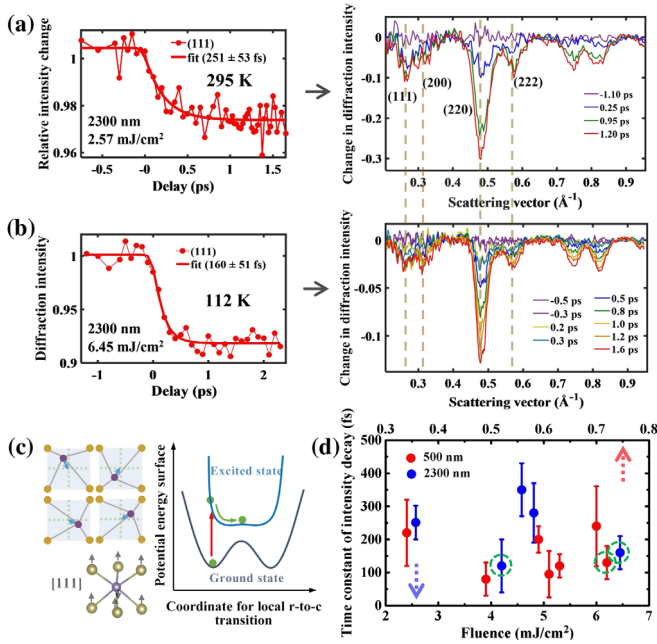 (a)
Relative intensity change
1
0.98
0.96
(111)
fit (251 ± 53 fs)
295 K
2300 nm
2.57 mJ/cm²
-0.5 0 0.5 1 1.5
Delay (ps)
Change in diffraction intensity
0
-0.1
-0.2
-0.3
(111)
(200)
(220)
(222)
-1.10 ps
0.25 ps
0.95 ps
1.20 ps
0.2 0.3 0.4 0.5 0.6 0.7 0.8 0.9
Scattering vector (Å⁻¹)
(b)
Diffraction intensity
1
0.95
0.9
(111)
fit (160 ± 51 fs)
112 K
2300 nm
6.45 mJ/cm²
-1 0 1 2
Delay (ps)
Change in diffraction intensity
0
-0.05
-0.1
-0.5 ps
-0.3 ps
0.2 ps
0.3 ps
0.5 ps
0.8 ps
1.0 ps
1.2 ps
1.6 ps
0.2 0.3 0.4 0.5 0.6 0.7 0.8 0.9
Scattering vector (Å⁻¹)
(c)
[111]
Potential energy surface
Excited state
Ground state
Coordinate for local r-to-c
transition
(d)
Time constant of intensity decay (fs)
0.4 0.5 0.6 0.7 0.8
500
450
400
350
300
250
200
150
100
50
0
500 nm
2300 nm
2 3 4 5 6 7
Fluence (mJ/cm²)